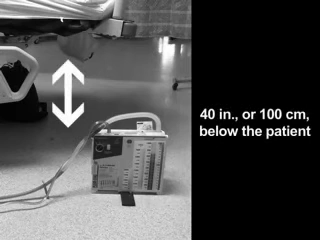 40 in., or 100 cm,
below the patient